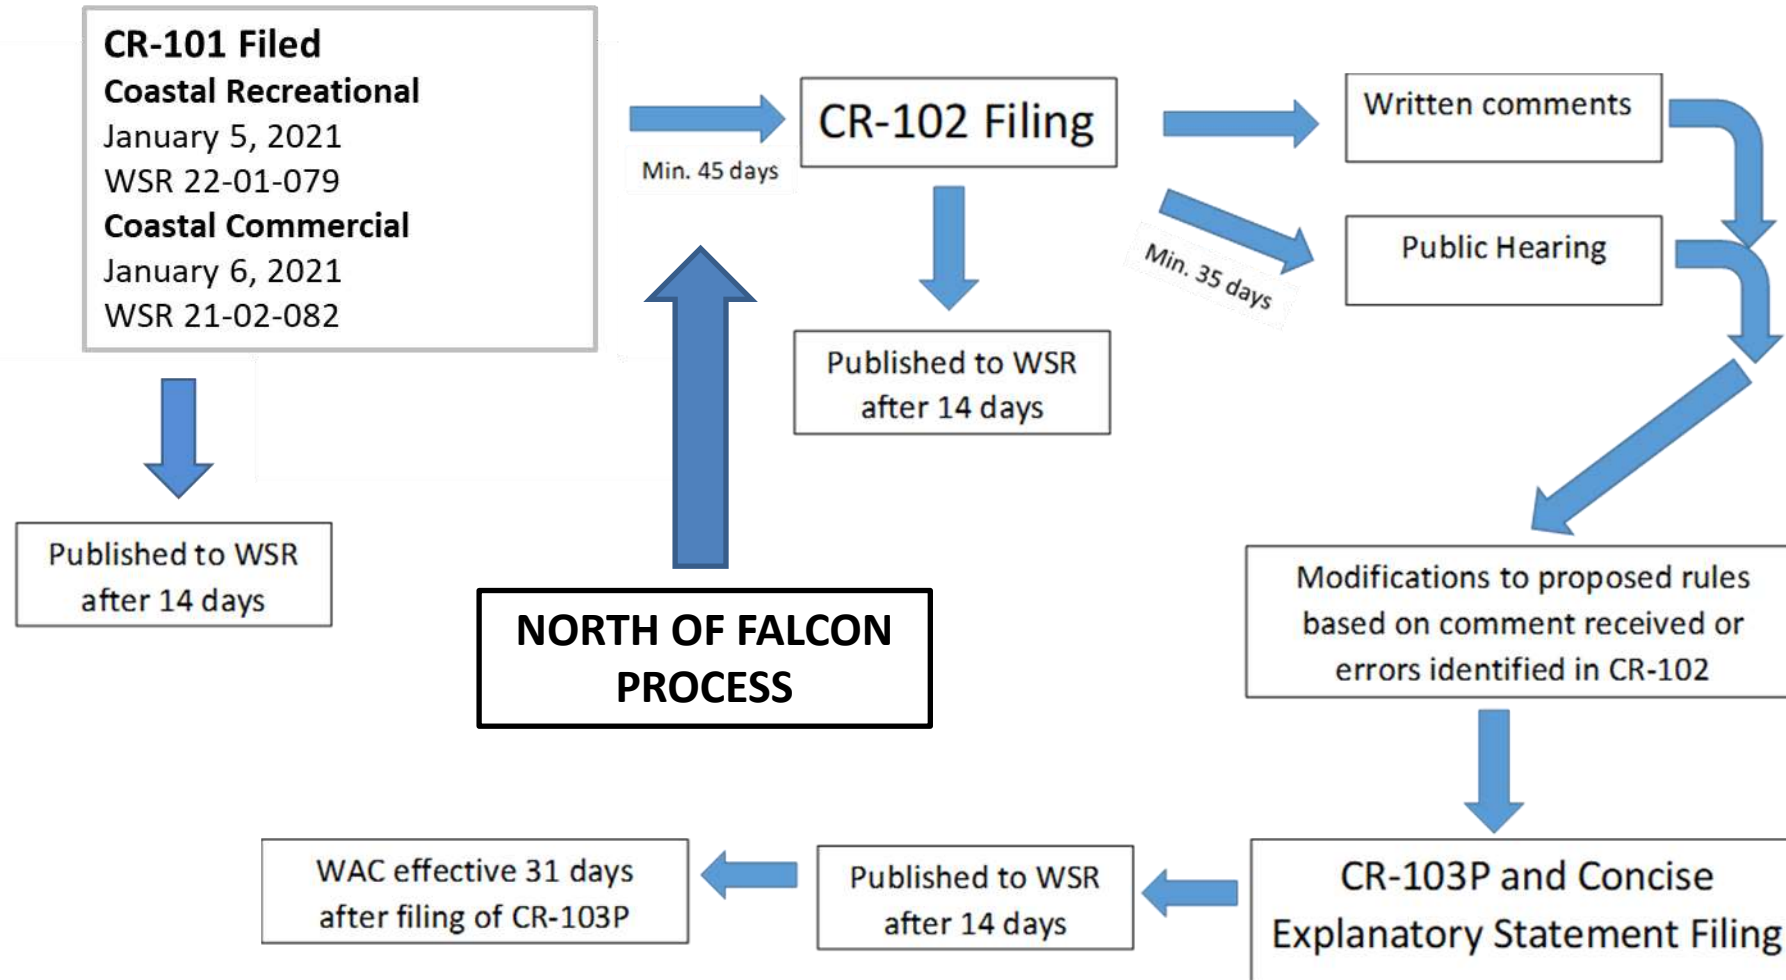 CR-101 Filed
Coastal Recreational
January 5, 2021
WSR 22-01-079
Coastal Commercial
January 6, 2021
WSR 21-02-082
Min. 45 days
CR-102 Filing
Written comments
Min. 35 days
Public Hearing
Published to WSR
after 14 days
Published to WSR
after 14 days
NORTH OF FALCON
PROCESS
Modifications to proposed rules
based on comment received or
errors identified in CR-102
CR-103P and Concise
Explanatory Statement Filing
Published to WSR
after 14 days
WAC effective 31 days
after filing of CR-103P